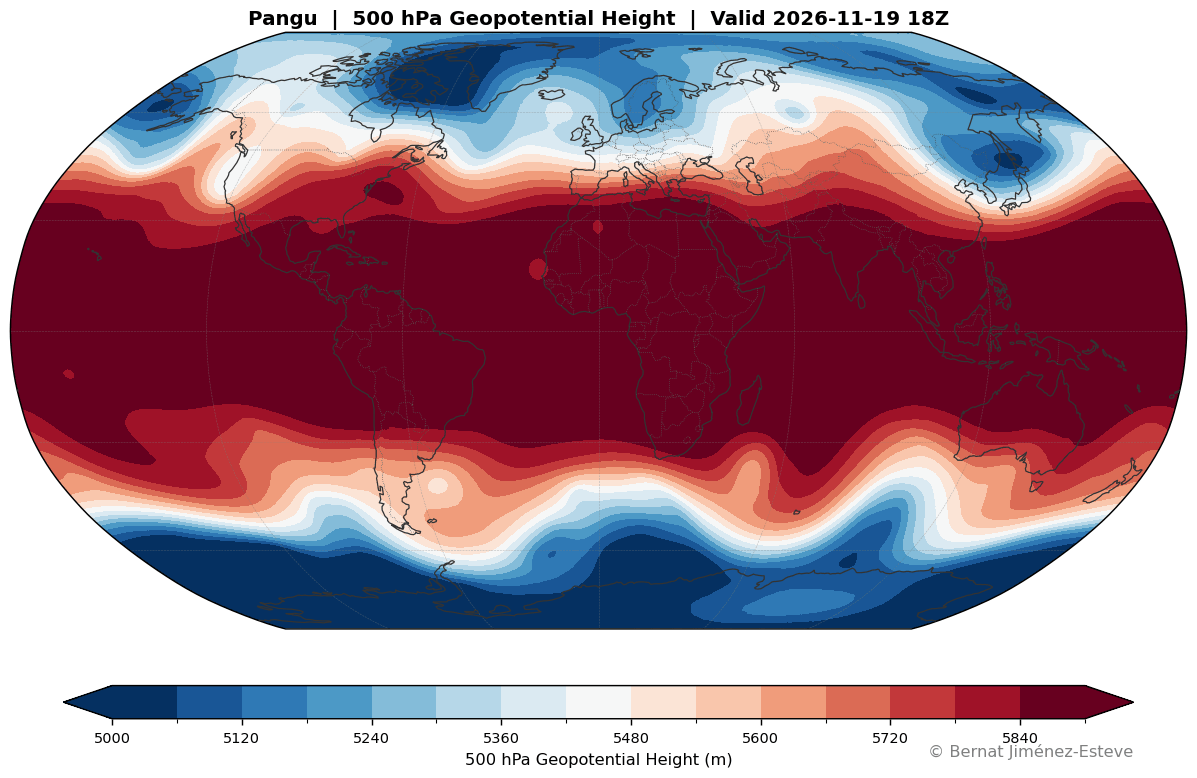 Pangu | 500 hPa Geopotential Height | Valid 2026-11-19 18Z
5000 5120 5240 5360 5480 5600 5720 5840
500 hPa Geopotential Height (m)
© Bernat Jiménez-Esteve